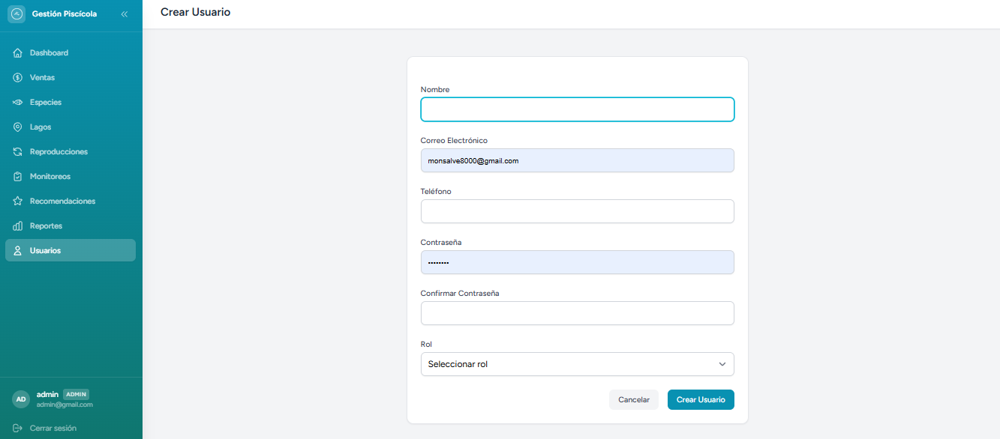 Gestión Piscícola
Crear Usuario
Dashboard
Ventas
Especies
Lagos
Reproducciones
Monitoreos
Recomendaciones
Reportes
Usuarios
AD
admin ADMIN
admin@gmail.com
Cerrar sesión
Nombre
Correo Electrónico
monsalve8000@gmail.com
Teléfono
Contraseña
••••••••
Confirmar Contraseña
Rol
Seleccionar rol
Cancelar
Crear Usuario